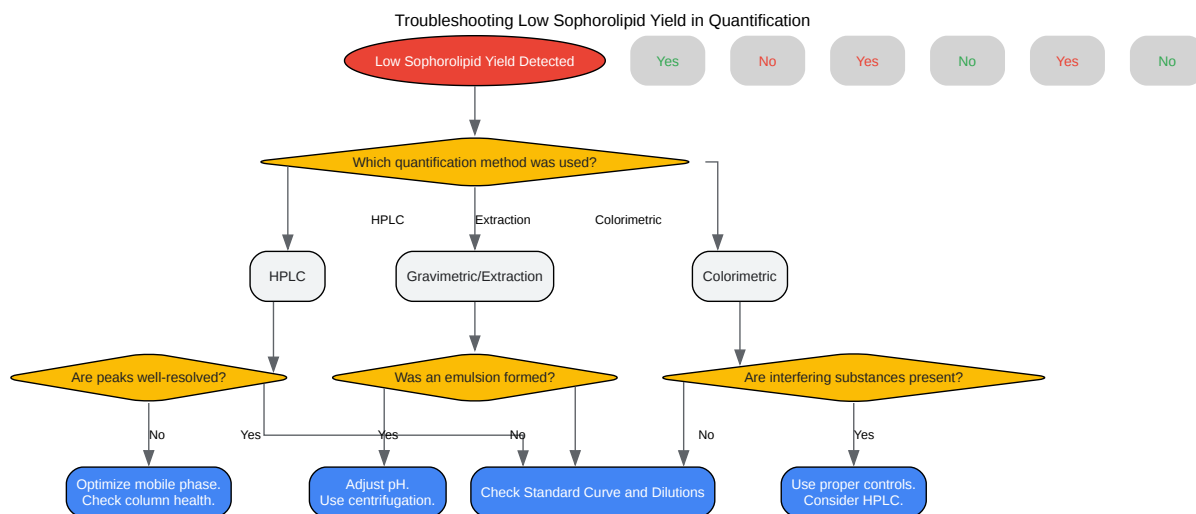 Troubleshooting Low Sophorolipid Yield in Quantification
Low Sophorolipid Yield Detected
Yes
No
Yes
No
Yes
No
Which quantification method was used?
HPLC
Extraction
Colorimetric
HPLC
Gravimetric/Extraction
Colorimetric
Are peaks well-resolved?
Was an emulsion formed?
Are interfering substances present?
No
Yes
Yes
No
No
Yes
Optimize mobile phase.
Check column health.
Adjust pH.
Use centrifugation.
Check Standard Curve and Dilutions
Use proper controls.
Consider HPLC.